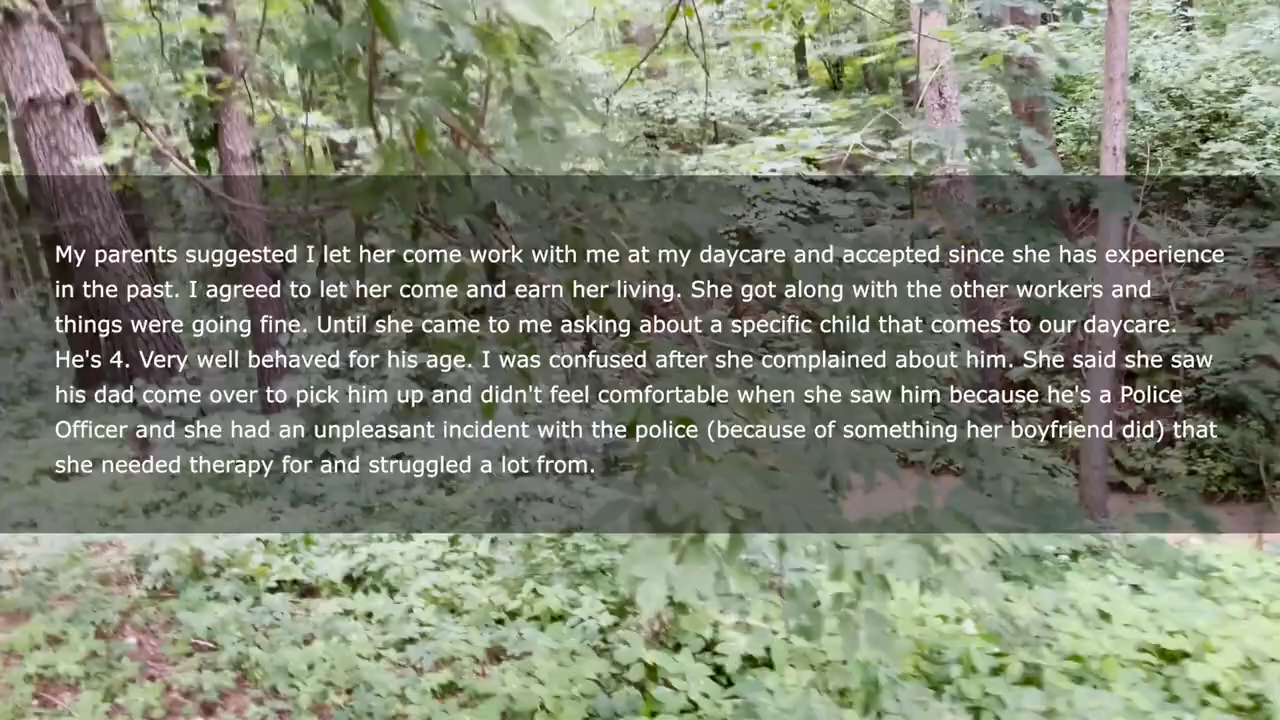 My parents suggested I let her come work with me at my daycare and accepted since she has experience
in the past. I agreed to let her come and earn her living. She got along with the other workers and
things were going fine. Until she came to me asking about a specific child that comes to our daycare.
He's 4. Very well behaved for his age. I was confused after she complained about him. She said she saw
his dad come over to pick him up and didn't feel comfortable when she saw him because he's a Police
Officer and she had an unpleasant incident with the police (because of something her boyfriend did) that
she needed therapy for and struggled a lot from.